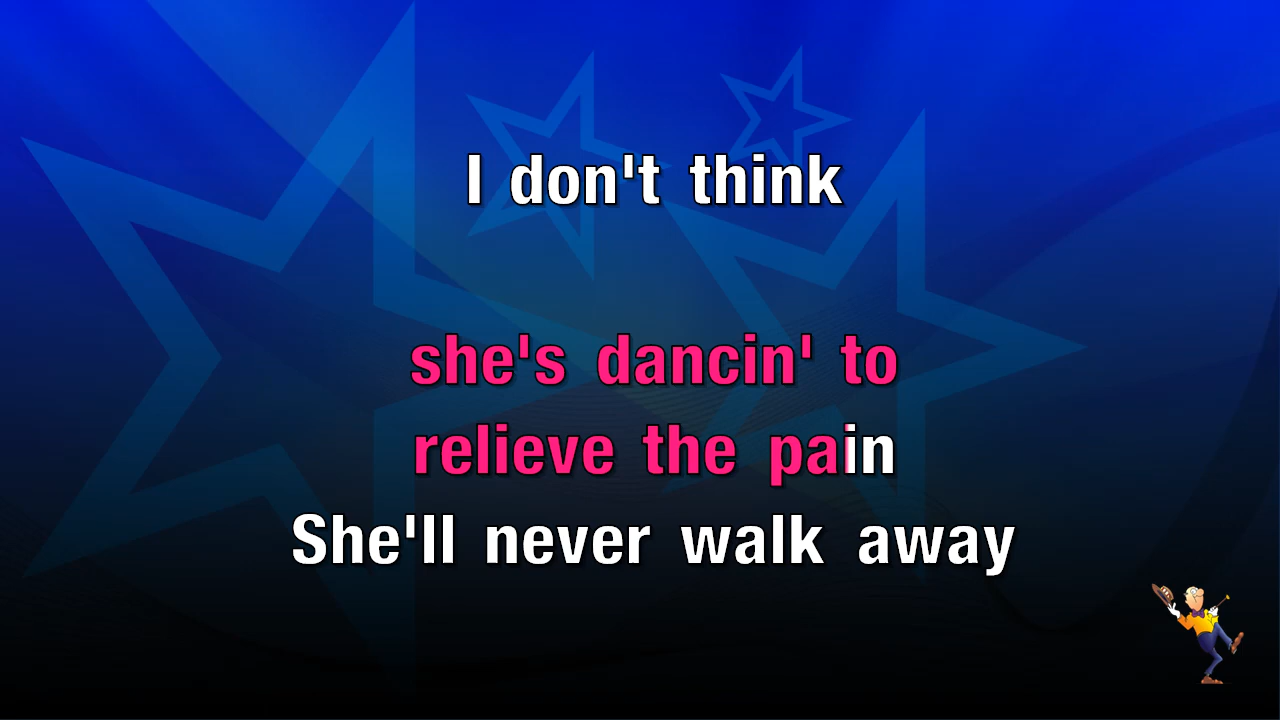 I don't think
she's dancin' to
relieve the pain
She'll never walk away